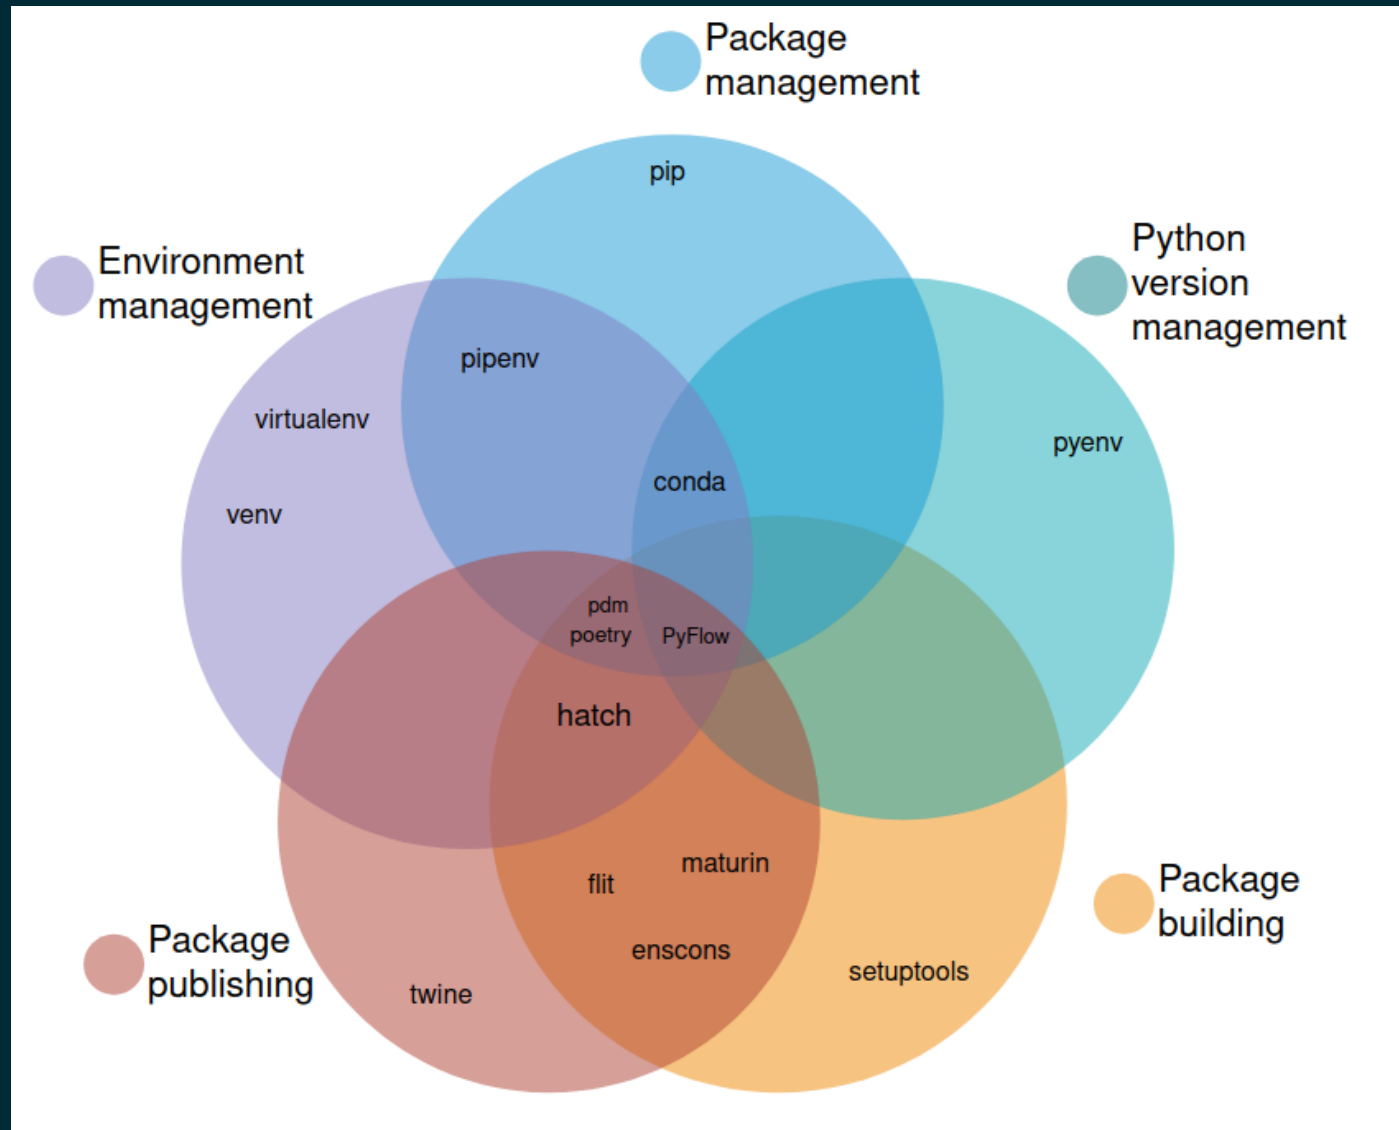 Package
management
pip
Python
version
management
Environment
management
pipenv
virtualenv
pyenv
conda
venv
pdm
poetry
PyFlow
hatch
maturin
flit
enscons
Package
building
Package
publishing
setuptools
twine